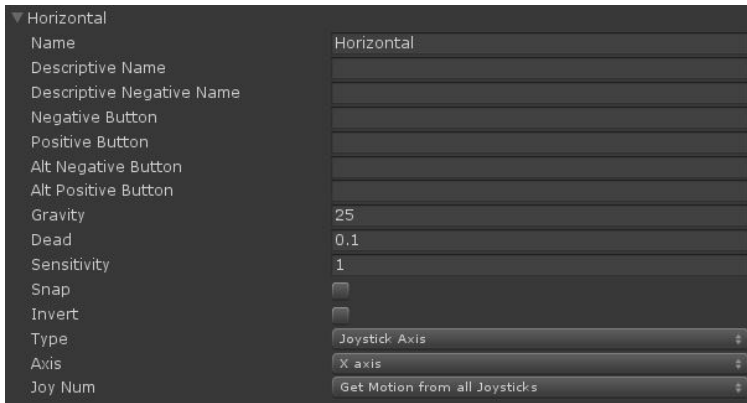 Horizontal
Name Horizontal
Descriptive Name
Descriptive Negative Name
Negative Button
Positive Button
Alt Negative Button
Alt Positive Button
Gravity 25
Dead 0.1
Sensitivity 1
Snap
Invert
Type Joystick Axis
Axis X axis
Joy Num Get Motion from all Joysticks